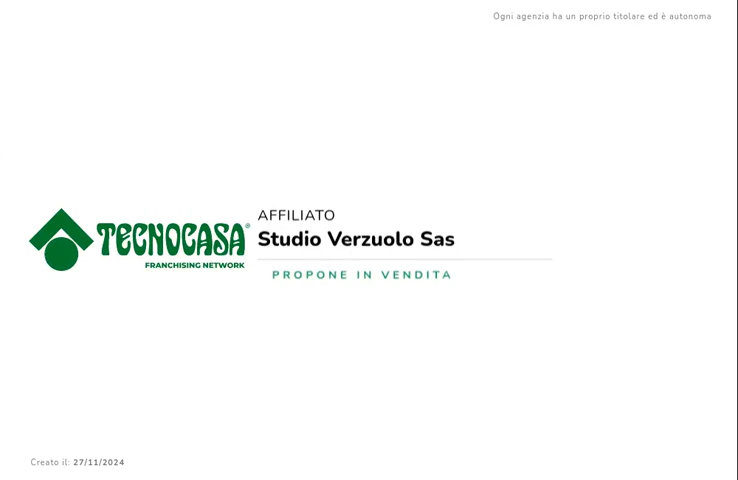 Ogni agenzia ha un proprio titolare ed è autonoma
AFFILIATO
TECNOCASA®
Studio Verzuolo Sas
FRANCHISING NETWORK
PROPONE IN VENDITA
Creato il: 27/11/2024